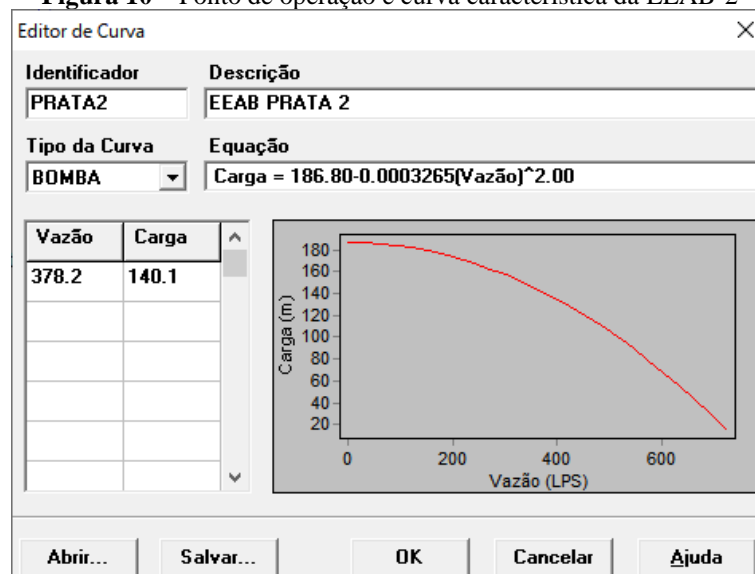 Figura 10 – Ponto de operação e curva característica da EEAB-2
Editor de Curva
Identificador Descrição
PRATA2 EEAB PRATA 2
Tipo da Curva Equação
BOMBA Carga = 186.80-0.0003265(Vazão)^2.00
Vazão Carga
378.2 140.1
Carga (m)
180
160
140
120
100
80
60
40
20
0 200 400 600
Vazão (LPS)
Abrir... Salvar... OK Cancelar Ajuda